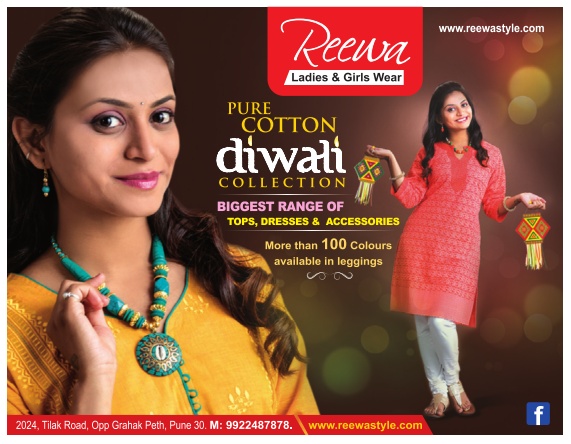 Reewa
Ladies & Girls Wear
www.reewastyle.com
PURE
COTTON
diwali
COLLECTION
BIGGEST RANGE OF
TOPS, DRESSES & ACCESSORIES
More than 100 Colours
available in leggings
2024, Tilak Road, Opp Grahak Peth, Pune 30. M: 9922487878.
www.reewastyle.com
f